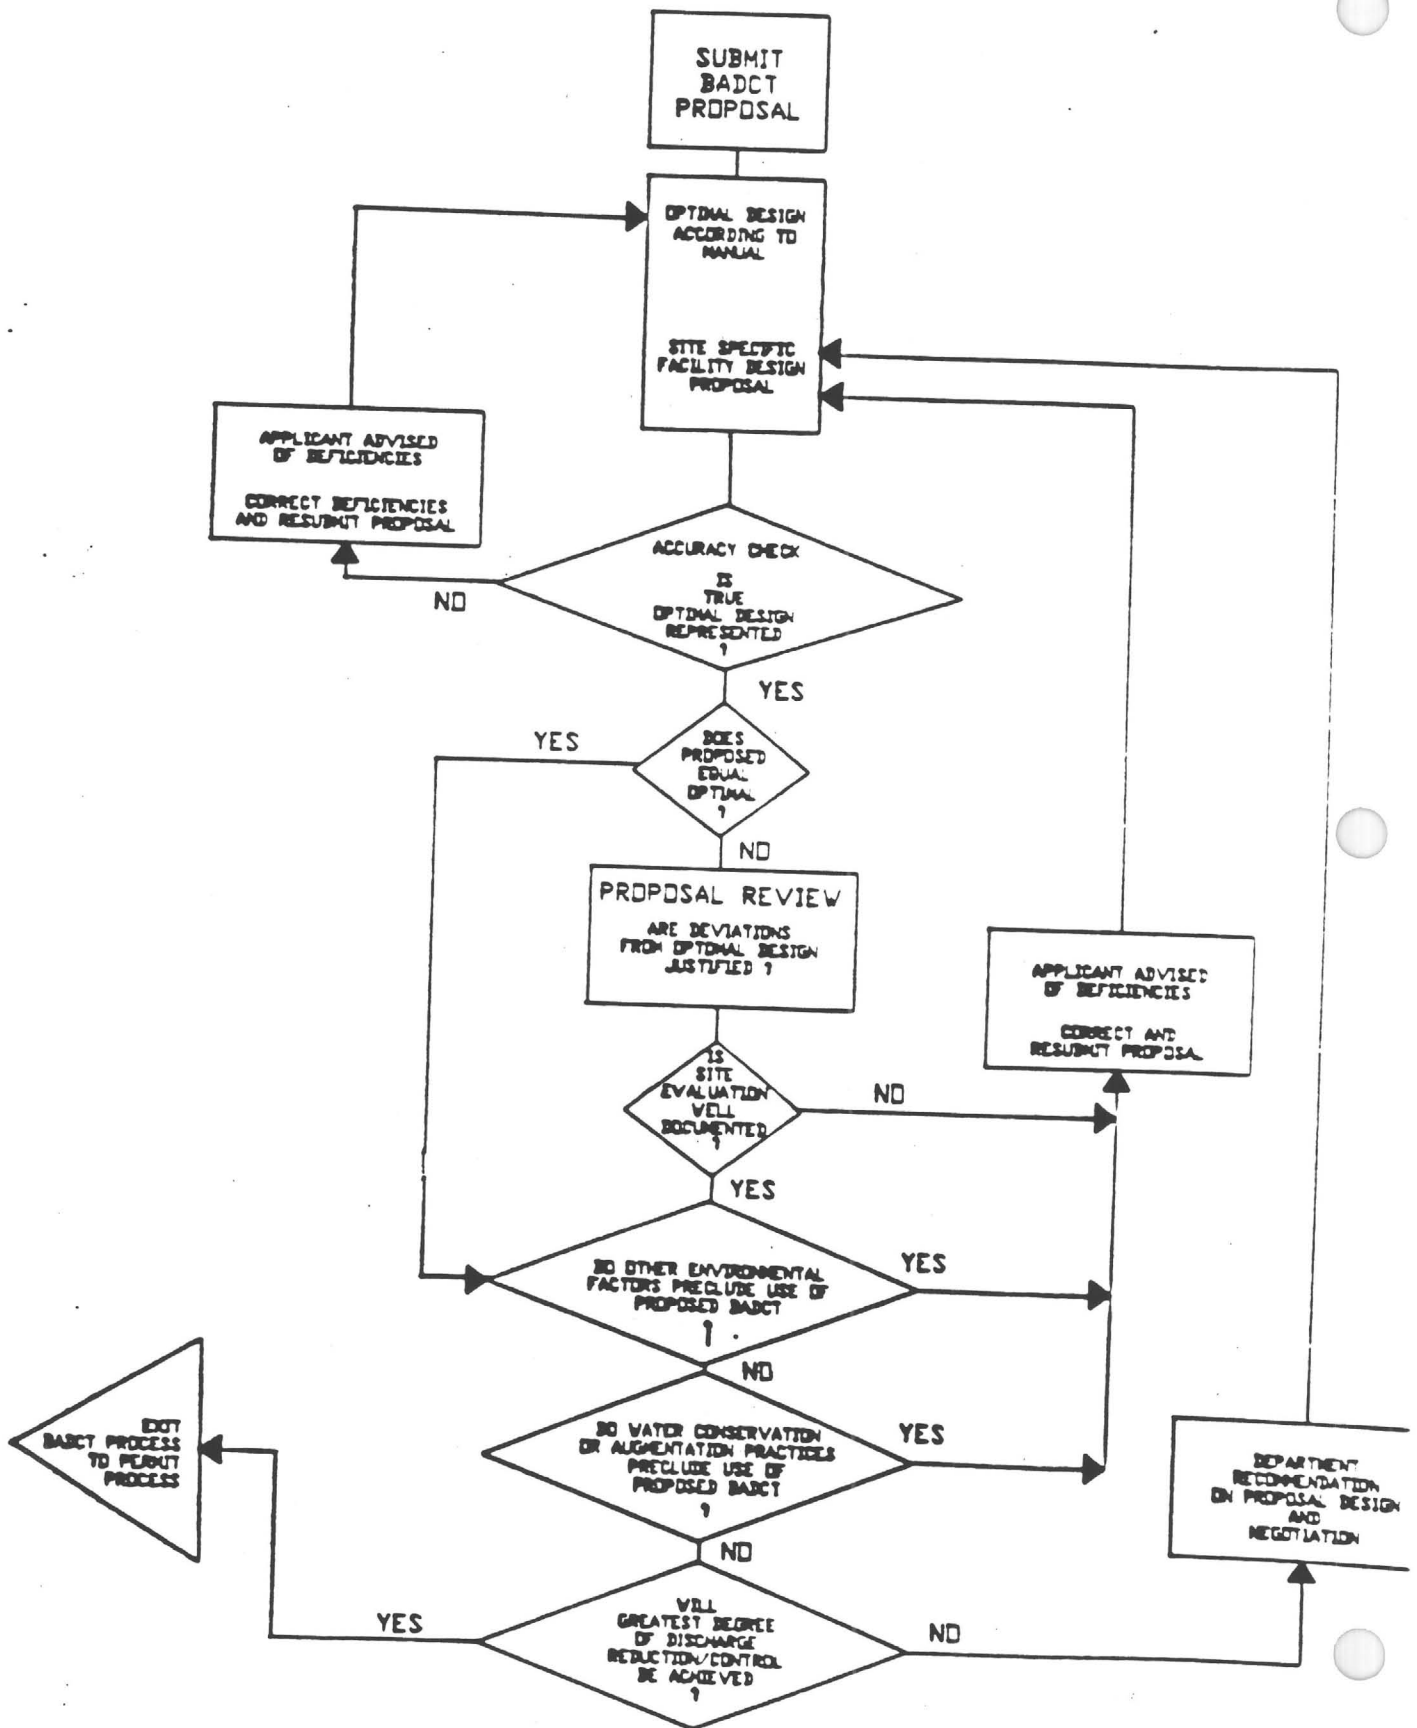 SUBMIT
BADCT
PROPOSAL
OPTIMAL DESIGN
ACCORDING TO
MANUAL
SITE SPECIFIC
FACILITY DESIGN
PROPOSAL
APPLICANT ADVISED
OF DEFICIENCIES
CORRECT DEFICIENCIES
AND RESUBMIT PROPOSAL
ACCURACY CHECK
IS
TRUE
OPTIMAL DESIGN
REPRESENTED
?
NO
YES
YES
DOES
PROPOSED
EQUAL
OPTIMAL
?
NO
PROPOSAL REVIEW
ARE DEVIATIONS
FROM OPTOMAL DESIGN
JUSTIFIED ?
APPLICANT ADVISED
OF DEFICIENCIES
CORRECT AND
RESUBMIT PROPOSAL
IS
SITE
EVALUATION
WELL
DOCUMENTED
?
NO
YES
DO OTHER ENVIRONMENTAL
FACTORS PRECLUDE USE OF
PROPOSED BADCT
?
YES
NO
DO WATER CONSERVATION
OR AUGMENTATION PRACTICES
PRECLUDE USE OF
PROPOSED BADCT
?
YES
EXIT
BADCT PROCESS
TO PERMIT
PROCESS
DEPARTMENT
RECOMMENDATION
ON PROPOSAL DESIGN
AND
NEGOTIATION
NO
WILL
GREATEST DEGREE
OF DISCHARGE
REDUCTION/CONTROL
BE ACHIEVED
?
YES
NO